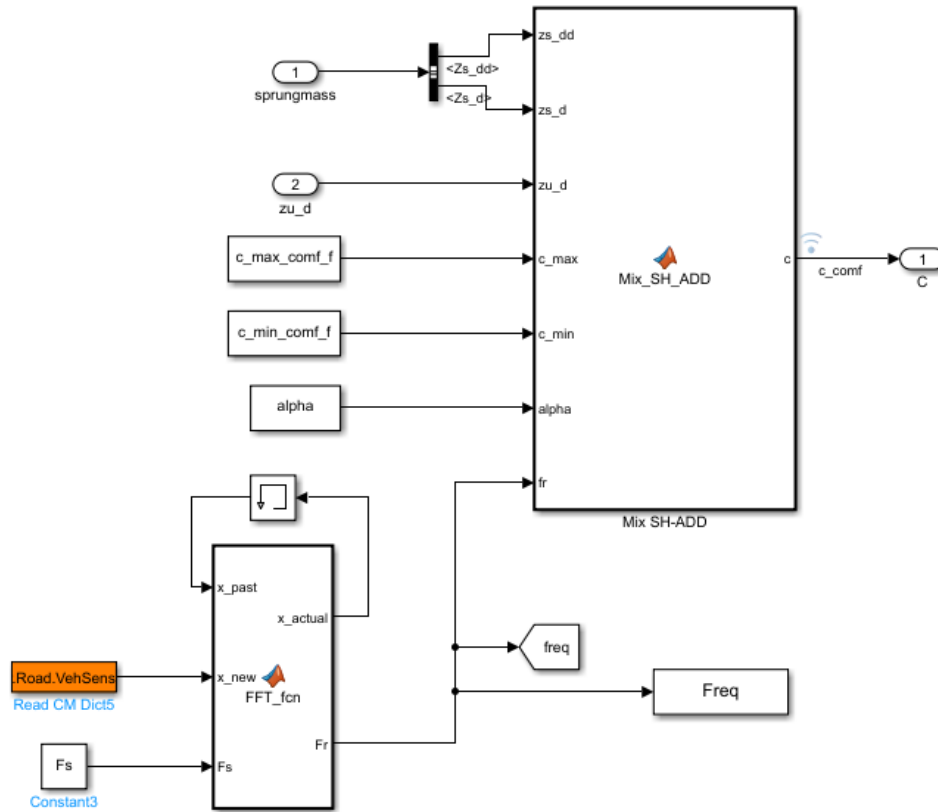 zs_dd
1
<Zs_dd>
sprungmass
<Zs_d>
zs_d
2
zu_d
zu_d
c_max_comf_f
c_max
Mix_SH_ADD
c
c_comf
1
C
c_min_comf_f
c_min
alpha
alpha
fr
Mix SH-ADD
x_past
x_actual
freq
.Road.VehSens
x_new
FFT_fcn
Freq
Read CM Dict5
Fr
Fs
Fs
Constant3